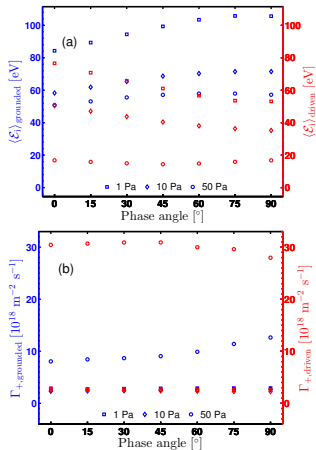 (a)
⟨ℰᵢ⟩grounded [eV]
100
80
60
40
20
0
100
80
60
40
20
0
⟨ℰᵢ⟩driven [eV]
1 Pa 10 Pa 50 Pa
0 15 30 45 60 75 90
Phase angle [°]
(b)
Γ+,grounded [10¹⁸ m⁻² s⁻¹]
30
20
10
0
30
20
10
0
Γ+,driven [10¹⁸ m⁻² s⁻¹]
1 Pa 10 Pa 50 Pa
0 15 30 45 60 75 90
Phase angle [°]